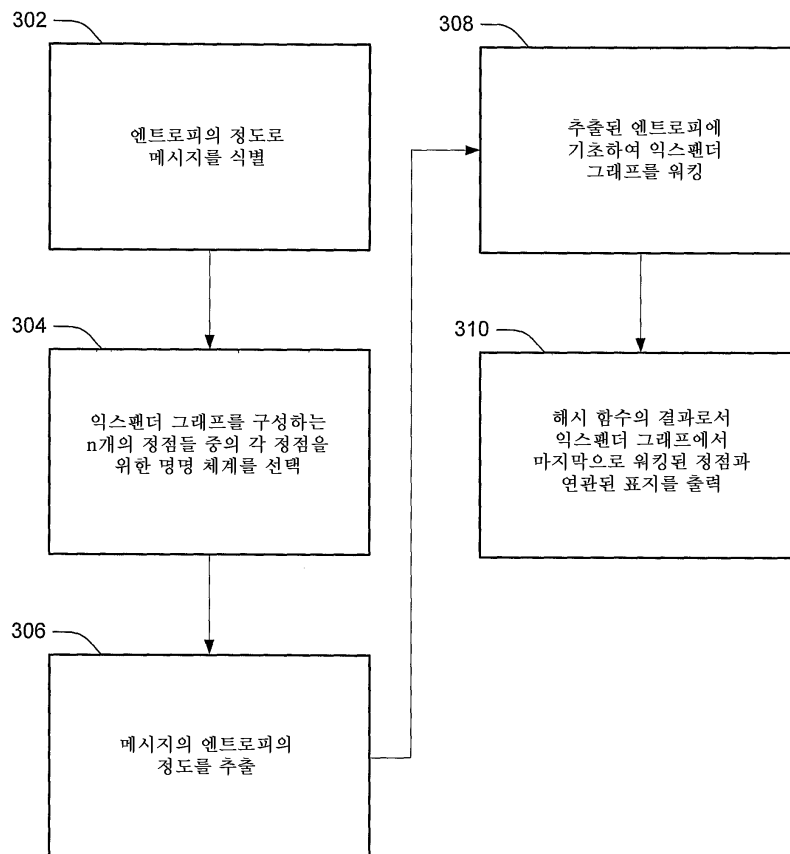 302
엔트로피의 정도로
메시지를 식별
304
익스팬더 그래프를 구성하는
n개의 정점들 중의 각 정점을
위한 명명 체계를 선택
306
메시지의 엔트로피의
정도를 추출
308
추출된 엔트로피에
기초하여 익스팬더
그래프를 워킹
310
해시 함수의 결과로서
익스팬더 그래프에서
마지막으로 워킹된 정점과
연관된 표지를 출력